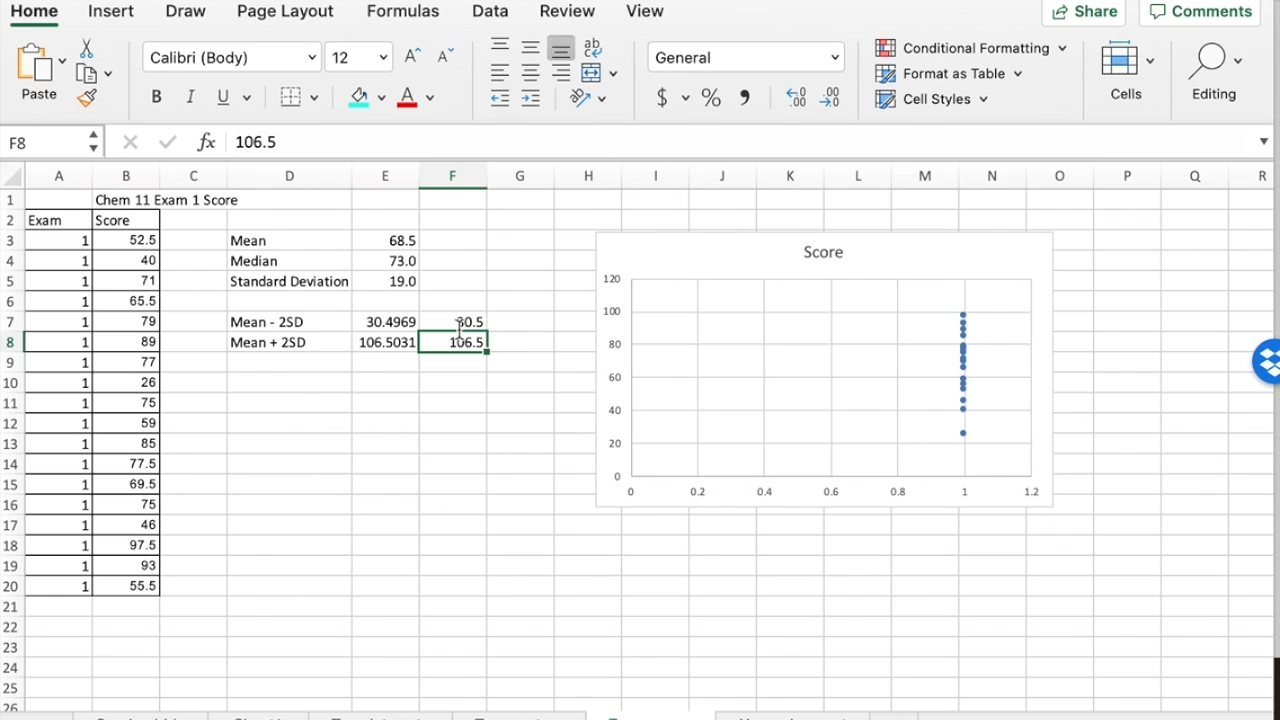 Home Insert Draw Page Layout Formulas Data Review View Share Comments
Paste Calibri (Body) 12 A A ab c General Conditional Formatting
B I U A $ % , .00 .00 Format as Table
Cell Styles Cells Editing
F8 fx 106.5
A B C D E F G H I J K L M N O P Q R
1 Chem 11 Exam 1 Score
2 Exam Score
3 1 52.5 Mean 68.5
4 1 40 Median 73.0
5 1 71 Standard Deviation 19.0
6 1 65.5
7 1 79 Mean - 2SD 30.4969 30.5
8 1 89 Mean + 2SD 106.5031 106.5
9 1 77
10 1 26
11 1 75
12 1 59
13 1 85
14 1 77.5
15 1 69.5
16 1 75
17 1 46
18 1 97.5
19 1 93
20 1 55.5
21
22
23
24
25
26
Score
120
100
80
60
40
20
0
0 0.2 0.4 0.6 0.8 1 1.2